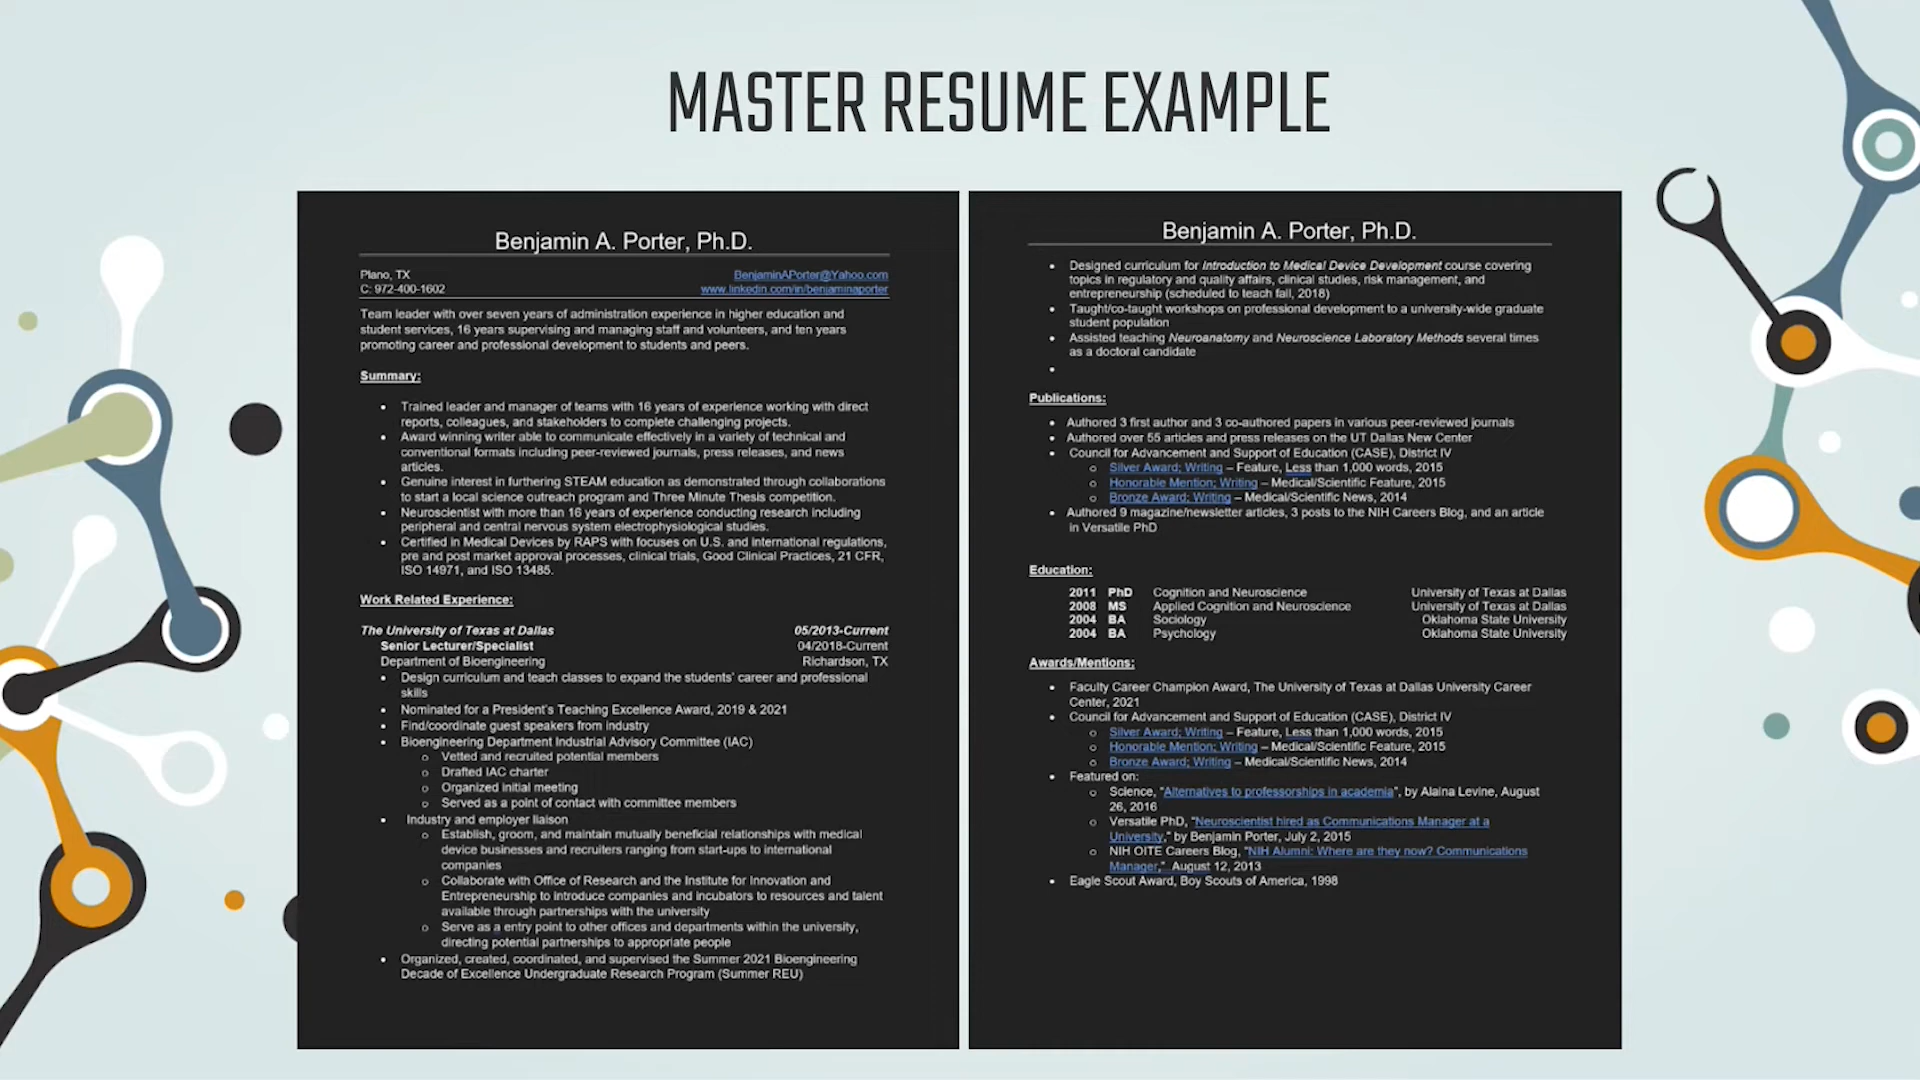 MASTER RESUME EXAMPLE
Benjamin A. Porter, Ph.D.
Plano, TX BenjaminAPorter@Yahoo.com
C: 972-400-1602 www.linkedin.com/in/benjaminaporter
Team leader with over seven years of administration experience in higher education and
student services, 16 years supervising and managing staff and volunteers, and ten years
promoting career and professional development to students and peers.
Summary:
• Trained leader and manager of teams with 16 years of experience working with direct
reports, colleagues, and stakeholders to complete challenging projects.
• Award winning writer able to communicate effectively in a variety of technical and
conventional formats including peer-reviewed journals, press releases, and news
articles.
• Genuine interest in furthering STEAM education as demonstrated through collaborations
to start a local science outreach program and Three Minute Thesis competition.
• Neuroscientist with more than 16 years of experience conducting research including
peripheral and central nervous system electrophysiological studies.
• Certified in Medical Devices by RAPS with focuses on U.S. and international regulations,
pre and post market approval processes, clinical trials, Good Clinical Practices, 21 CFR,
ISO 14971, and ISO 13485.
Work Related Experience:
The University of Texas at Dallas 05/2013-Current
Senior Lecturer/Specialist 04/2018-Current
Department of Bioengineering Richardson, TX
• Design curriculum and teach classes to expand the students' career and professional
skills
• Nominated for a President's Teaching Excellence Award, 2019 & 2021
• Find/coordinate guest speakers from industry
• Bioengineering Department Industrial Advisory Committee (IAC)
o Vetted and recruited potential members
o Drafted IAC charter
o Organized initial meeting
o Served as a point of contact with committee members
• Industry and employer liaison
o Establish, groom, and maintain mutually beneficial relationships with medical
device businesses and recruiters ranging from start-ups to international
companies
o Collaborate with Office of Research and the Institute for Innovation and
Entrepreneurship to introduce companies and incubators to resources and talent
available through partnerships with the university
o Serve as a entry point to other offices and departments within the university,
directing potential partnerships to appropriate people
• Organized, created, coordinated, and supervised the Summer 2021 Bioengineering
Decade of Excellence Undergraduate Research Program (Summer REU)
Benjamin A. Porter, Ph.D.
• Designed curriculum for Introduction to Medical Device Development course covering
topics in regulatory and quality affairs, clinical studies, risk management, and
entrepreneurship (scheduled to teach fall, 2018)
• Taught/co-taught workshops on professional development to a university-wide graduate
student population
• Assisted teaching Neuroanatomy and Neuroscience Laboratory Methods several times
as a doctoral candidate
•
Publications:
• Authored 3 first author and 3 co-authored papers in various peer-reviewed journals
• Authored over 55 articles and press releases on the UT Dallas New Center
• Council for Advancement and Support of Education (CASE), District IV
o Silver Award; Writing – Feature, Less than 1,000 words, 2015
o Honorable Mention; Writing – Medical/Scientific Feature, 2015
o Bronze Award; Writing – Medical/Scientific News, 2014
• Authored 9 magazine/newsletter articles, 3 posts to the NIH Careers Blog, and an article
in Versatile PhD
Education:
2011 PhD Cognition and Neuroscience University of Texas at Dallas
2008 MS Applied Cognition and Neuroscience University of Texas at Dallas
2004 BA Sociology Oklahoma State University
2004 BA Psychology Oklahoma State University
Awards/Mentions:
• Faculty Career Champion Award, The University of Texas at Dallas University Career
Center, 2021
• Council for Advancement and Support of Education (CASE), District IV
o Silver Award; Writing – Feature, Less than 1,000 words, 2015
o Honorable Mention; Writing – Medical/Scientific Feature, 2015
o Bronze Award; Writing – Medical/Scientific News, 2014
• Featured on:
o Science, "Alternatives to professorships in academia", by Alaina Levine, August
26, 2016
o Versatile PhD, "Neuroscientist hired as Communications Manager at a
University," by Benjamin Porter, July 2, 2015
o NIH OITE Careers Blog, "NIH Alumni: Where are they now? Communications
Manager," August 12, 2013
• Eagle Scout Award, Boy Scouts of America, 1998